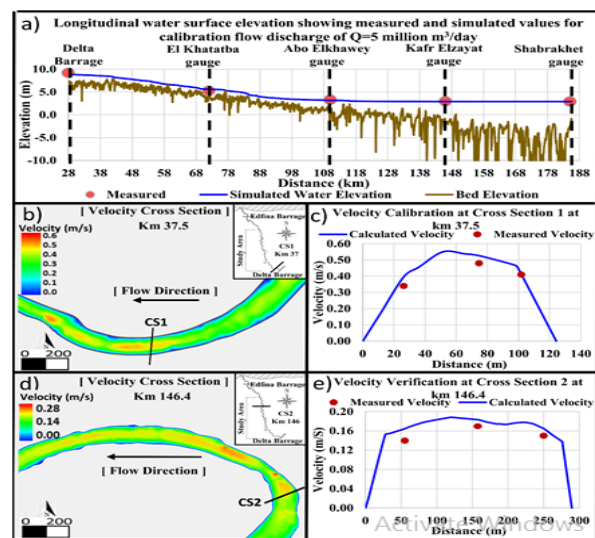 a) Longitudinal water surface elevation showing measured and simulated values for
calibration flow discharge of Q=5 million m³/day
Delta Barrage
El Khatatba gauge
Abo Elkhawey gauge
Kafr Elzayat gauge
Shabrakhet gauge
Elevation (m)
10.0
5.0
0.0
-5.0
-10.0
28 38 48 58 68 78 88 98 108 118 128 138 148 158 168 178 188
Distance (km)
Measured Simulated Water Elevation Bed Elevation
b) [ Velocity Cross Section ]
Km 37.5
Velocity (m/s)
0.6
0.5
0.4
0.3
0.2
0.1
0.0
Edfina Barrage
Study Area
CS1
Km 37
Delta Barrage
[ Flow Direction ]
CS1
0 200
c) Velocity Calibration at Cross Section 1 at
km 37.5
Calculated Velocity Measured Velocity
Velocity (m/s)
0.60
0.50
0.40
0.30
0.20
0.10
0.00
0 20 40 60 80 100 120 140
Distance (m)
d) [ Velocity Cross Section ]
Km 146.4
Velocity (m/s)
0.28
0.14
0.00
Edfina Barrage
Study Area
CS2
Km 146
Delta Barrage
[ Flow Direction ]
CS2
0 200
e) Velocity Verification at Cross Section 2 at
km 146.4
Measured Velocity Calculated Velocity
Velocity (m/S)
0.20
0.16
0.12
0.08
0.04
0.00
0 50 100 150 200 250 300
Distance (m)
Activate Windows